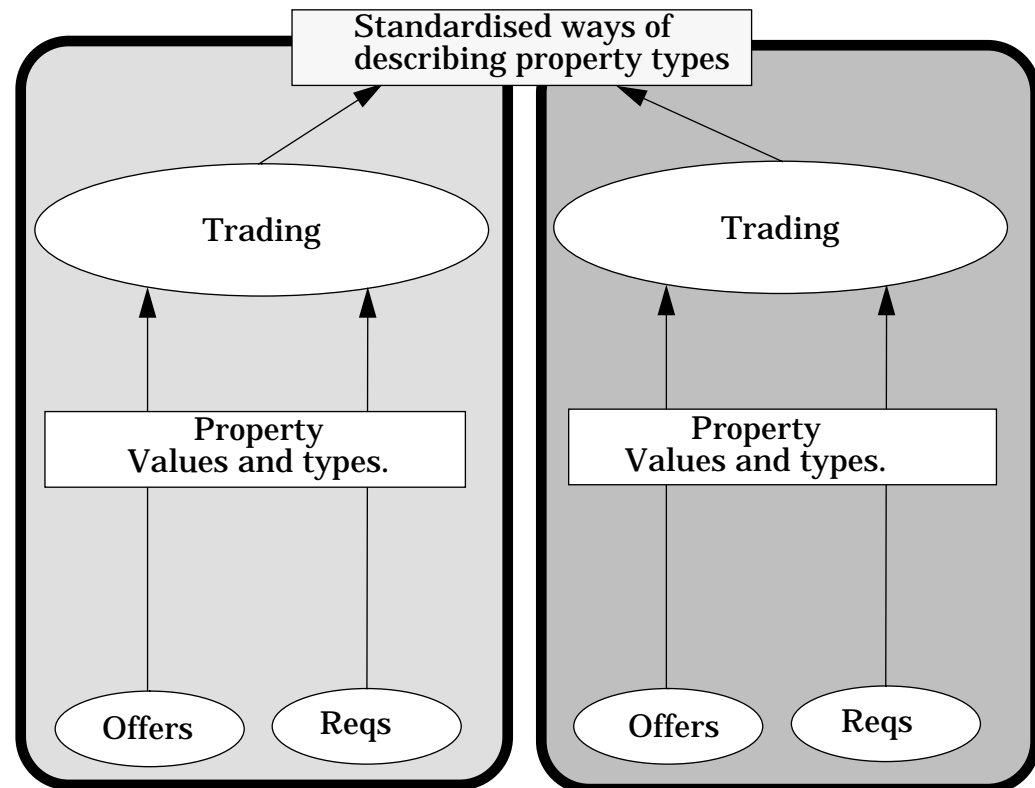 Standardised ways of
describing property types
Trading
Trading
Property
Values and types.
Property
Values and types.
Offers
Reqs
Offers
Reqs